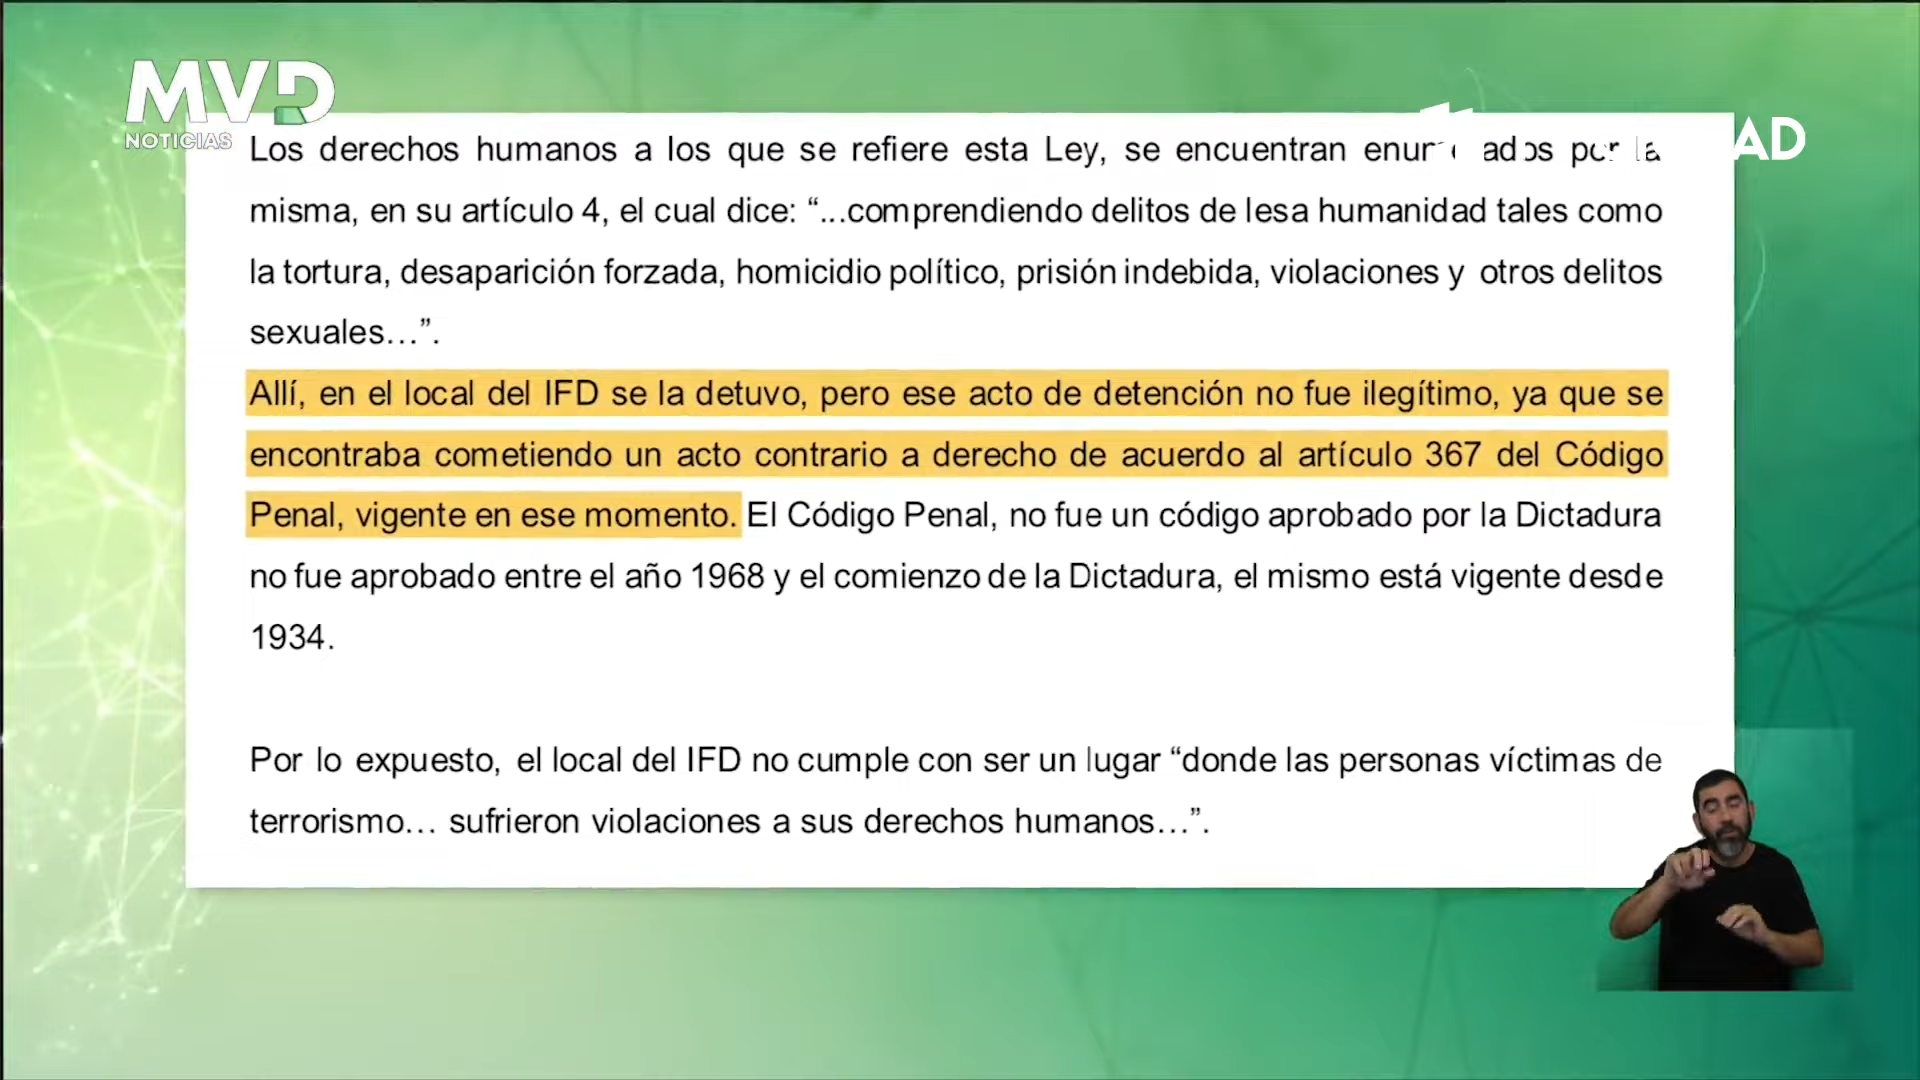 MVD
NOTICIAS
Los derechos humanos a los que se refiere esta Ley, se encuentran
misma, en su artículo 4, el cual dice: “...comprendiendo delitos de lesa humanidad tales como
la tortura, desaparición forzada, homicidio político, prisión indebida, violaciones y otros delitos
sexuales…”.
Allí, en el local del IFD se la detuvo, pero ese acto de detención no fue ilegítimo, ya que se
encontraba cometiendo un acto contrario a derecho de acuerdo al artículo 367 del Código
Penal, vigente en ese momento. El Código Penal, no fue un código aprobado por la Dictadura
no fue aprobado entre el año 1968 y el comienzo de la Dictadura, el mismo está vigente desde
1934.
Por lo expuesto, el local del IFD no cumple con ser un lugar “donde las personas víctimas de
terrorismo… sufrieron violaciones a sus derechos humanos…”.